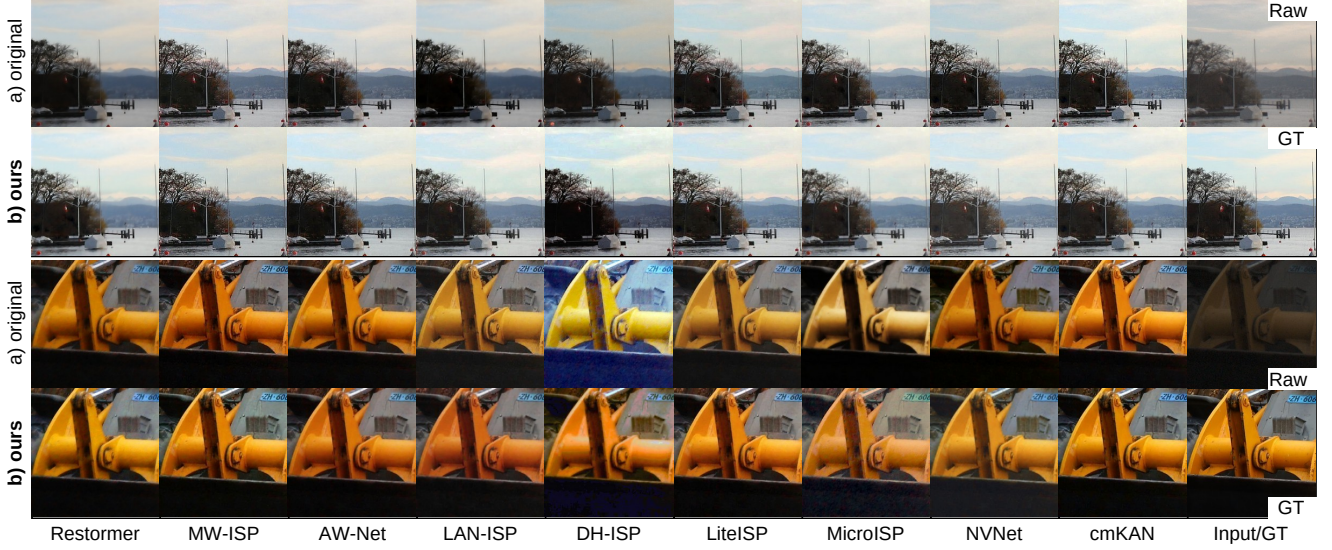 Raw
a) original
GT
b) ours
a) original
Raw
b) ours
GT
Restormer MW-ISP AW-Net LAN-ISP DH-ISP LiteISP MicroISP NVNet cmKAN Input/GT